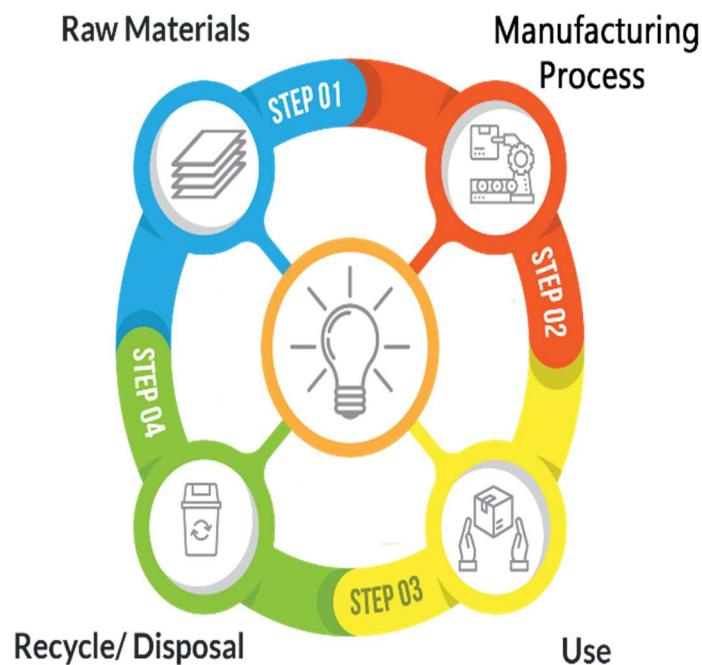 Raw Materials
Manufacturing
Process
STEP 01
STEP 02
STEP 03
STEP 04
Recycle/ Disposal
Use